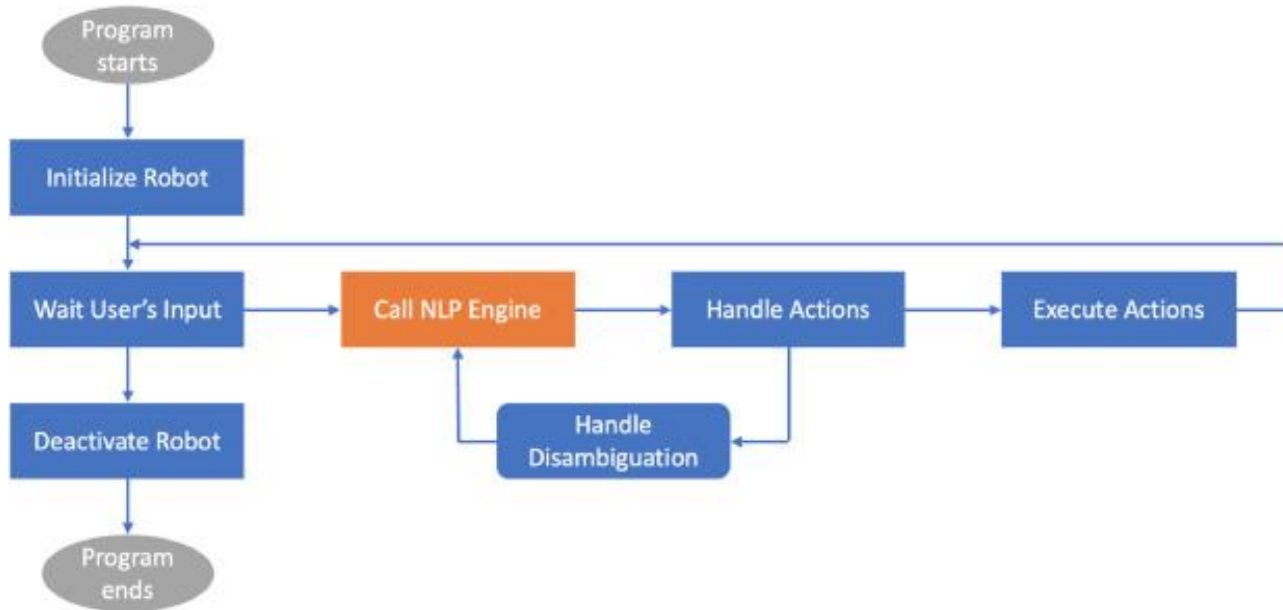 Program
starts
Initialize Robot
Wait User's Input
Call NLP Engine
Handle Actions
Execute Actions
Handle
Disambiguation
Deactivate Robot
Program
ends